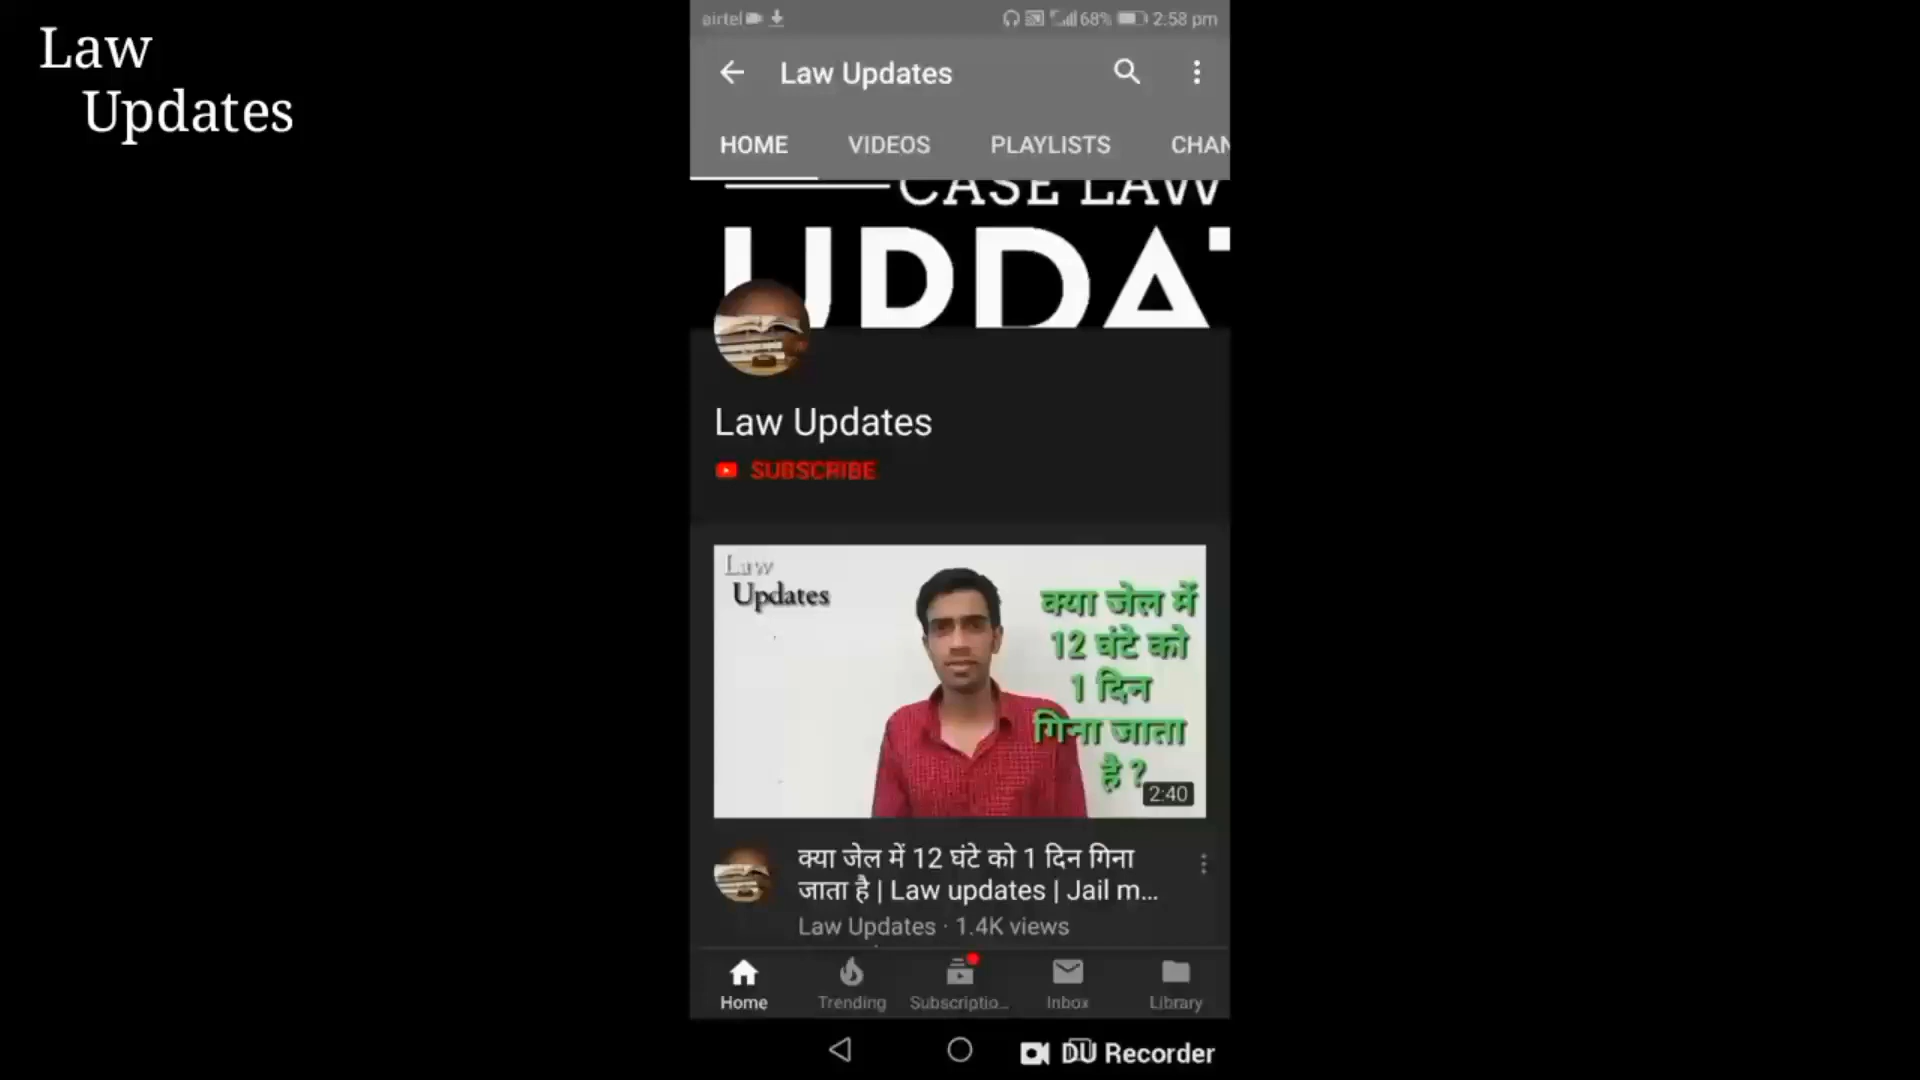 Law
Updates
airtel
68% 2:58 pm
Law Updates
HOME VIDEOS PLAYLISTS CHAN
CASE LAW
UPDAT
Law Updates
SUBSCRIBE
Law
Updates
क्या जेल में
12 घंटे को
1 दिन
गिना जाता
है ?
2:40
क्या जेल में 12 घंटे को 1 दिन गिना
जाता है | Law updates | Jail m...
Law Updates · 1.4K views
Home Trending Subscriptio... Inbox Library
DU Recorder